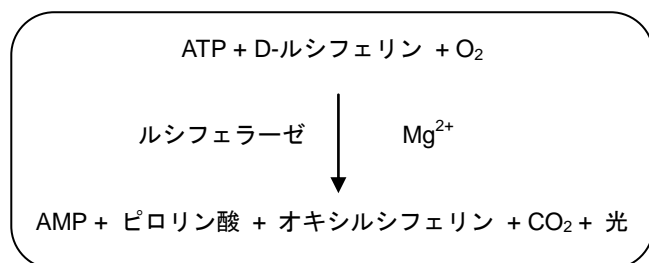 ATP + D-ルシフェリン + O₂
ルシフェラーゼ Mg²⁺
AMP + ピロリン酸 + オキシルシフェリン + CO₂ + 光